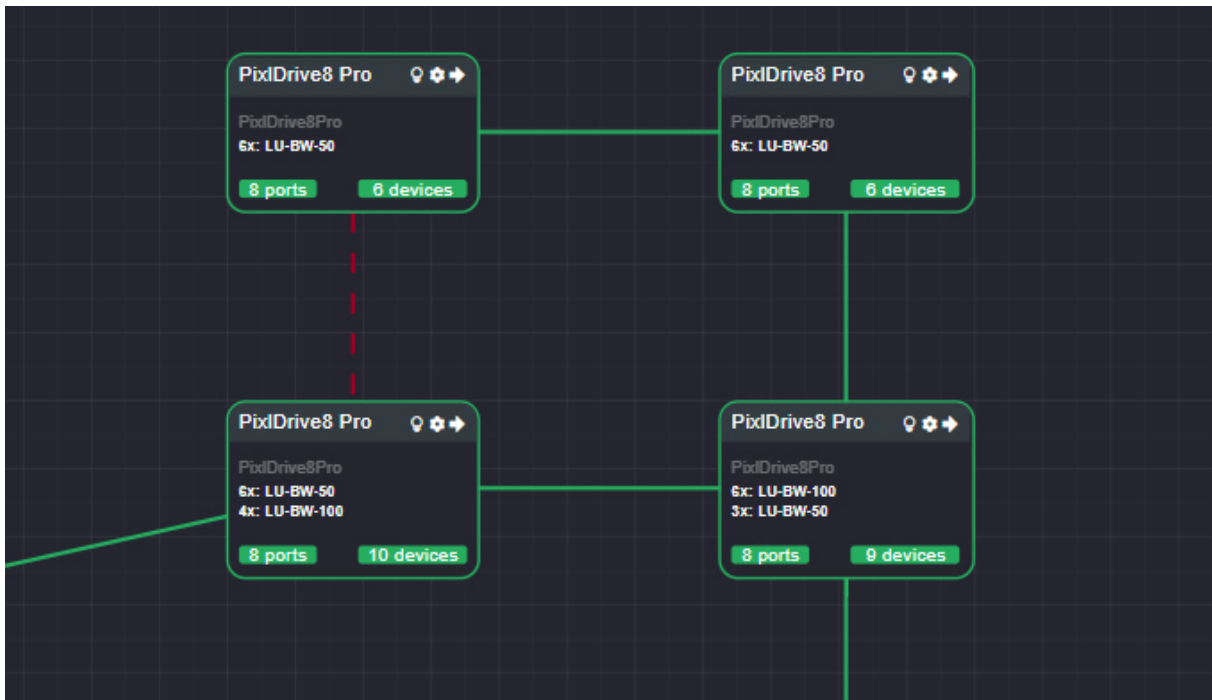 PixlDrive8 Pro
PixlDrive8Pro
6x: LU-BW-50
8 ports 6 devices
PixlDrive8 Pro
PixlDrive8Pro
6x: LU-BW-50
8 ports 6 devices
PixlDrive8 Pro
PixlDrive8Pro
6x: LU-BW-50
4x: LU-BW-100
8 ports 10 devices
PixlDrive8 Pro
PixlDrive8Pro
6x: LU-BW-100
3x: LU-BW-50
8 ports 9 devices